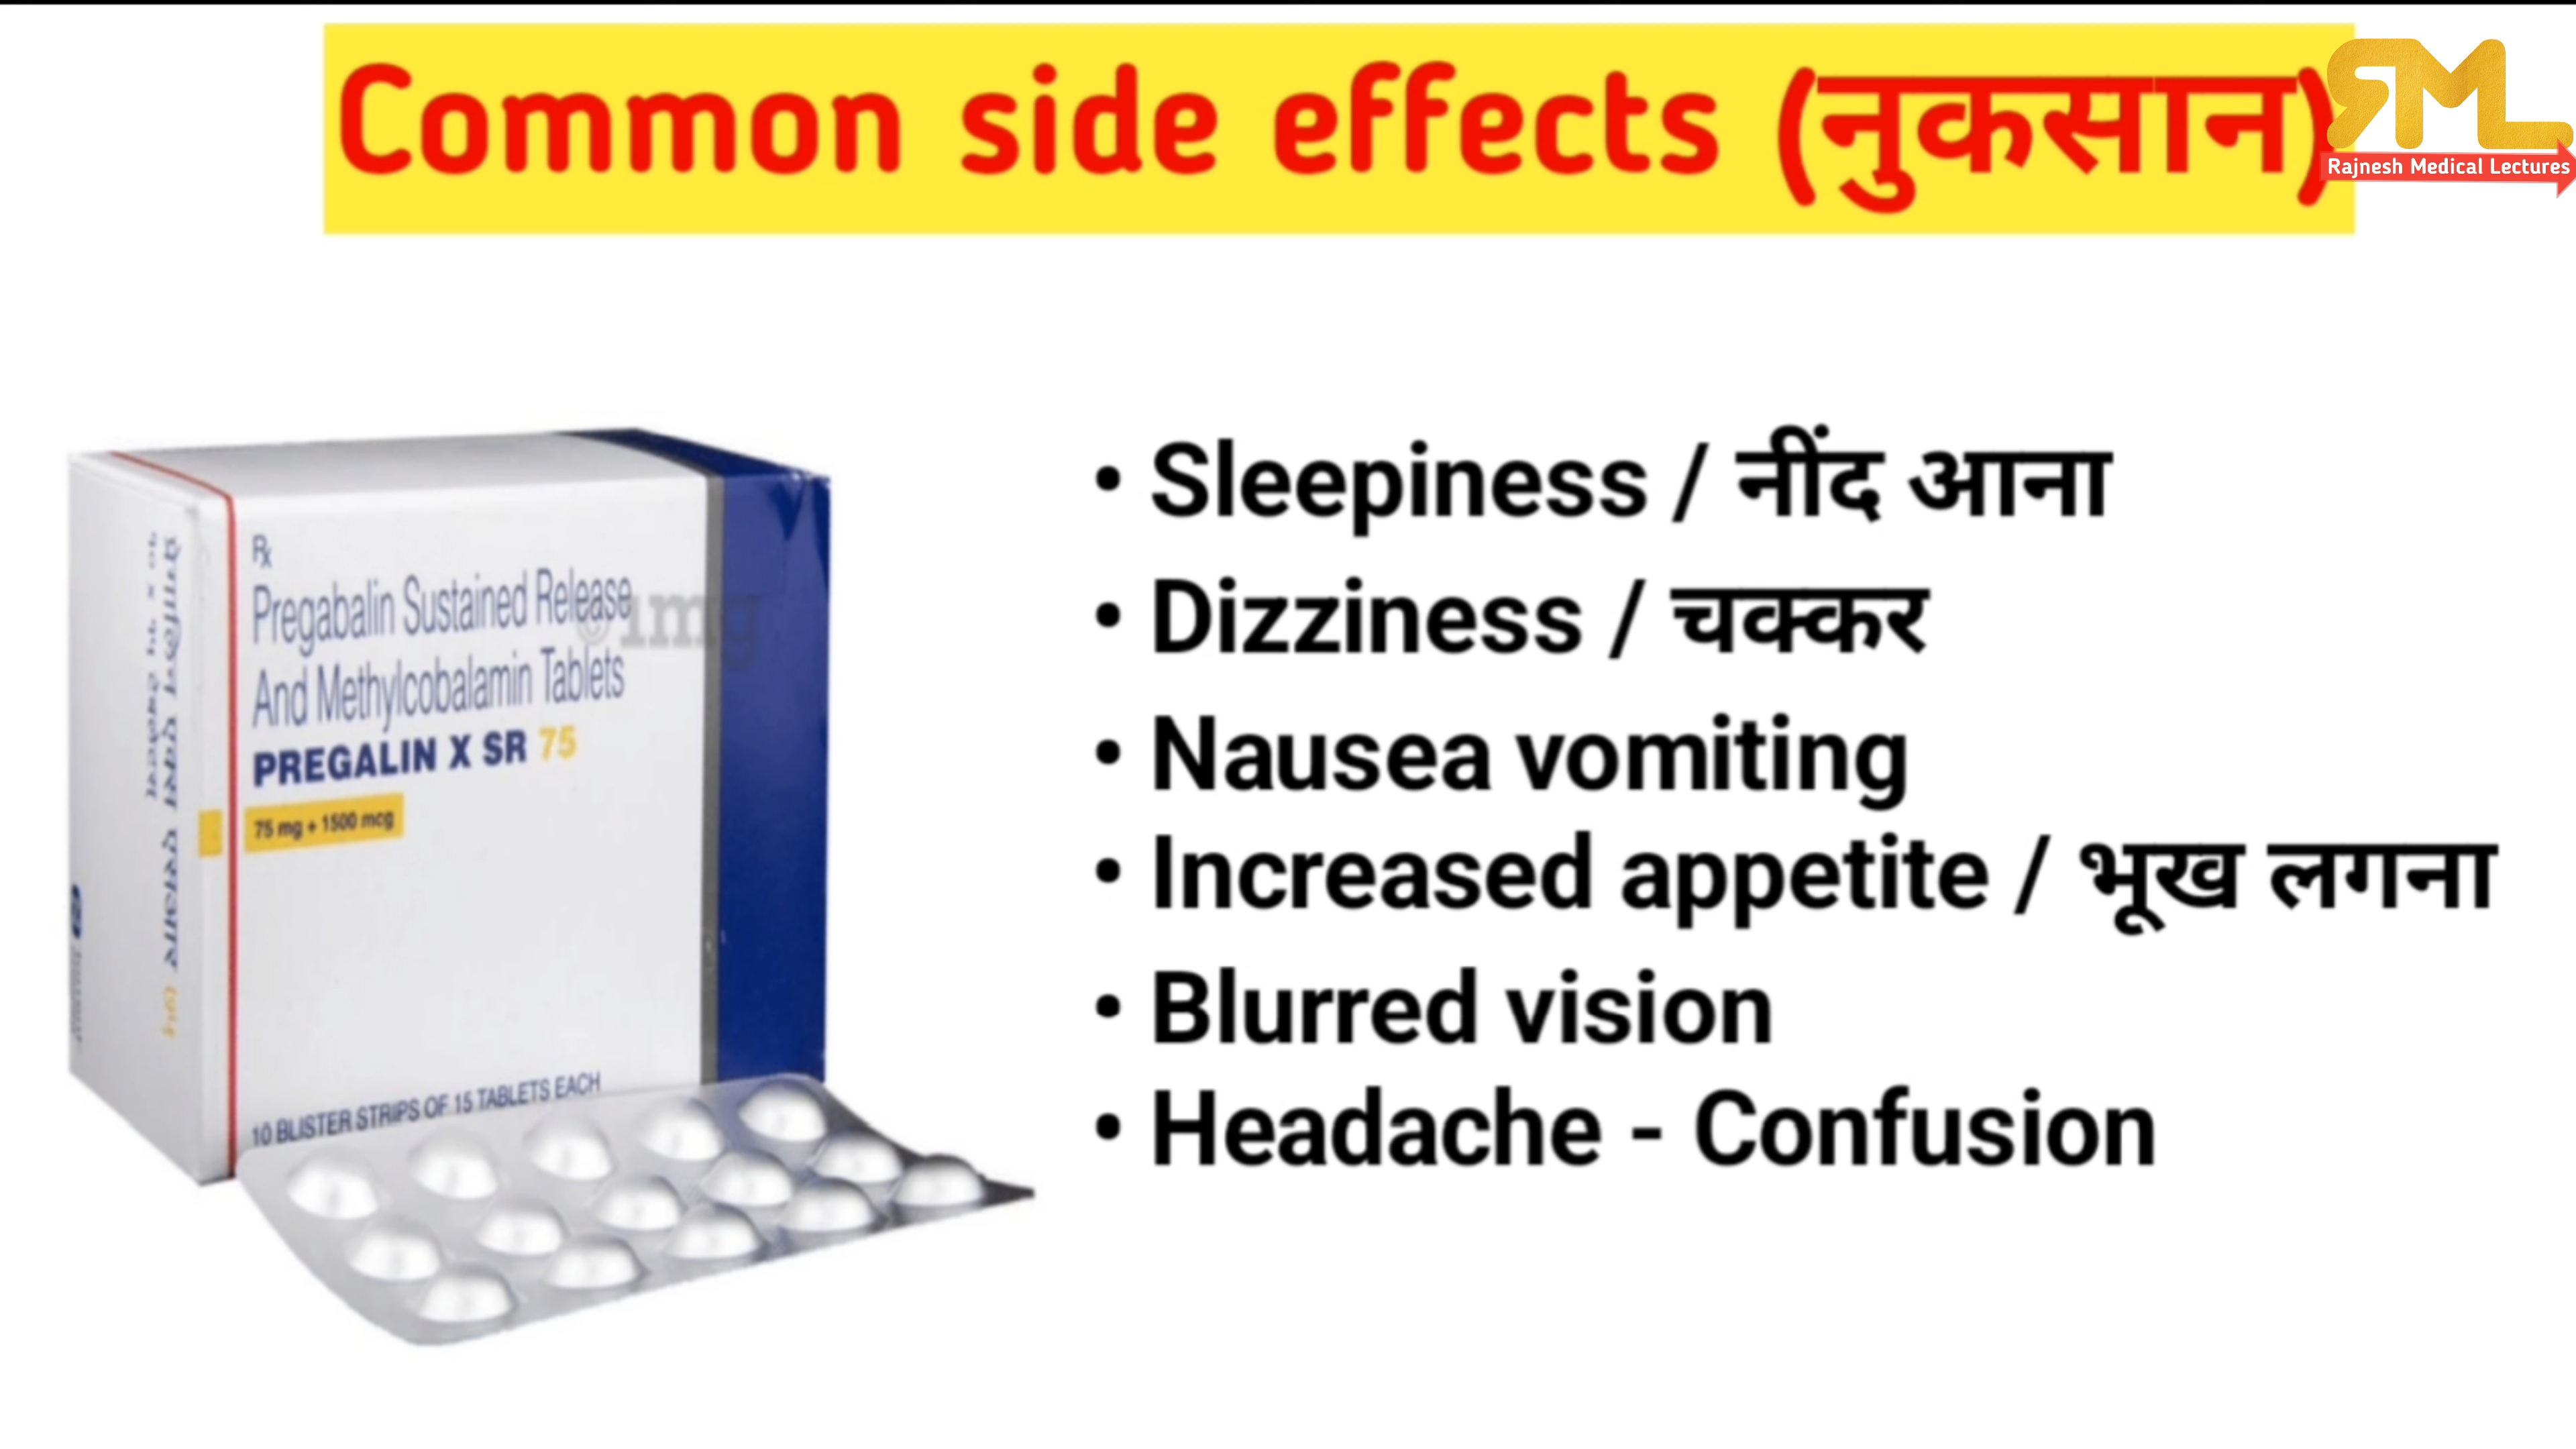 Common side effects (नुकसान)
RML
Rajnesh Medical Lectures
Rx
Pregabalin Sustained Release
And Methylcobalamin Tablets
PREGALIN X SR 75
75 mg + 1500 mcg
10 BLISTER STRIPS OF 15 TABLETS EACH
1mg
• Sleepiness / नींद आना
• Dizziness / चक्कर
• Nausea vomiting
• Increased appetite / भूख लगना
• Blurred vision
• Headache - Confusion